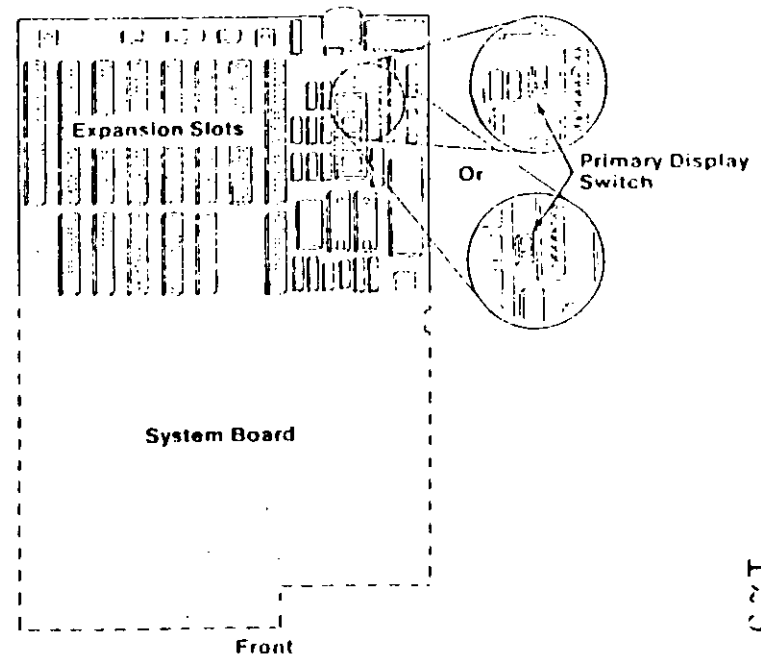 Expansion Slots
Or
Primary Display
Switch
System Board
Front